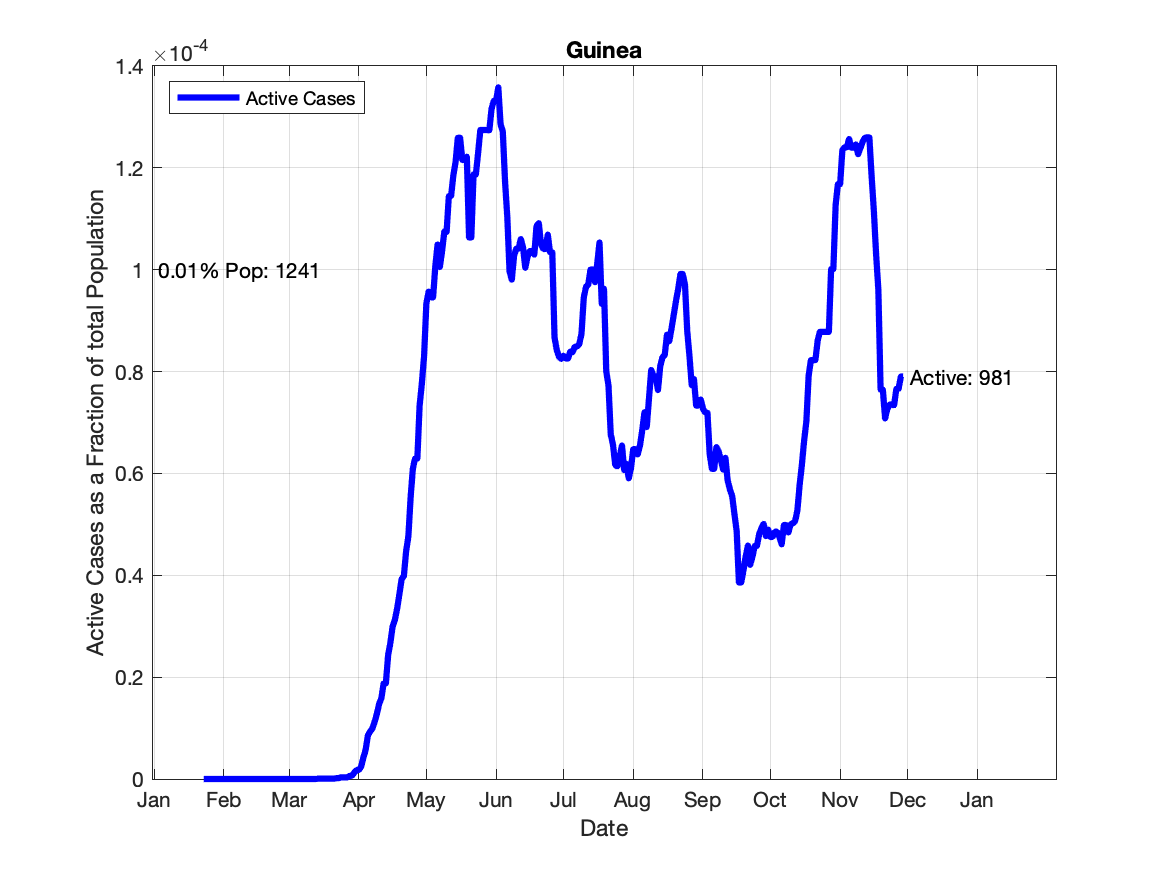 Guinea
×10-4
Active Cases
1.4
1.2
1
0.8
0.6
0.4
0.2
0
0.01% Pop: 1241
Active: 981
Active Cases as a Fraction of total Population
Jan Feb Mar Apr May Jun Jul Aug Sep Oct Nov Dec Jan
Date